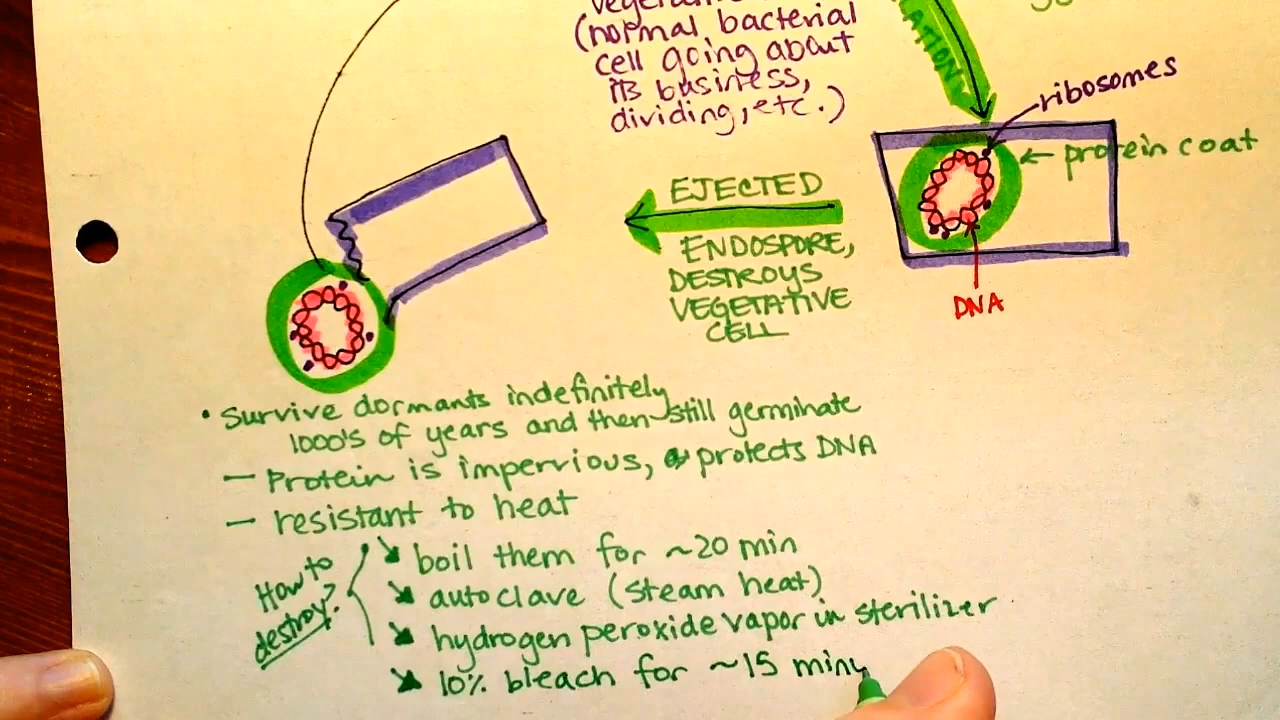 (normal bacterial
cell going about
its business,
dividing, etc.)
ribosomes
protein coat
DNA
EJECTED
ENDOSPORE,
DESTROYS
VEGETATIVE
CELL
• Survive dormants indefinitely
1000's of years and then still germinate
— Protein is impervious, protects DNA
— resistant to heat
How to
destroy?
↘ boil them for ~20 min
↘ autoclave (steam heat)
↘ hydrogen peroxide vapor in sterilizer
↘ 10% bleach for ~15 minu